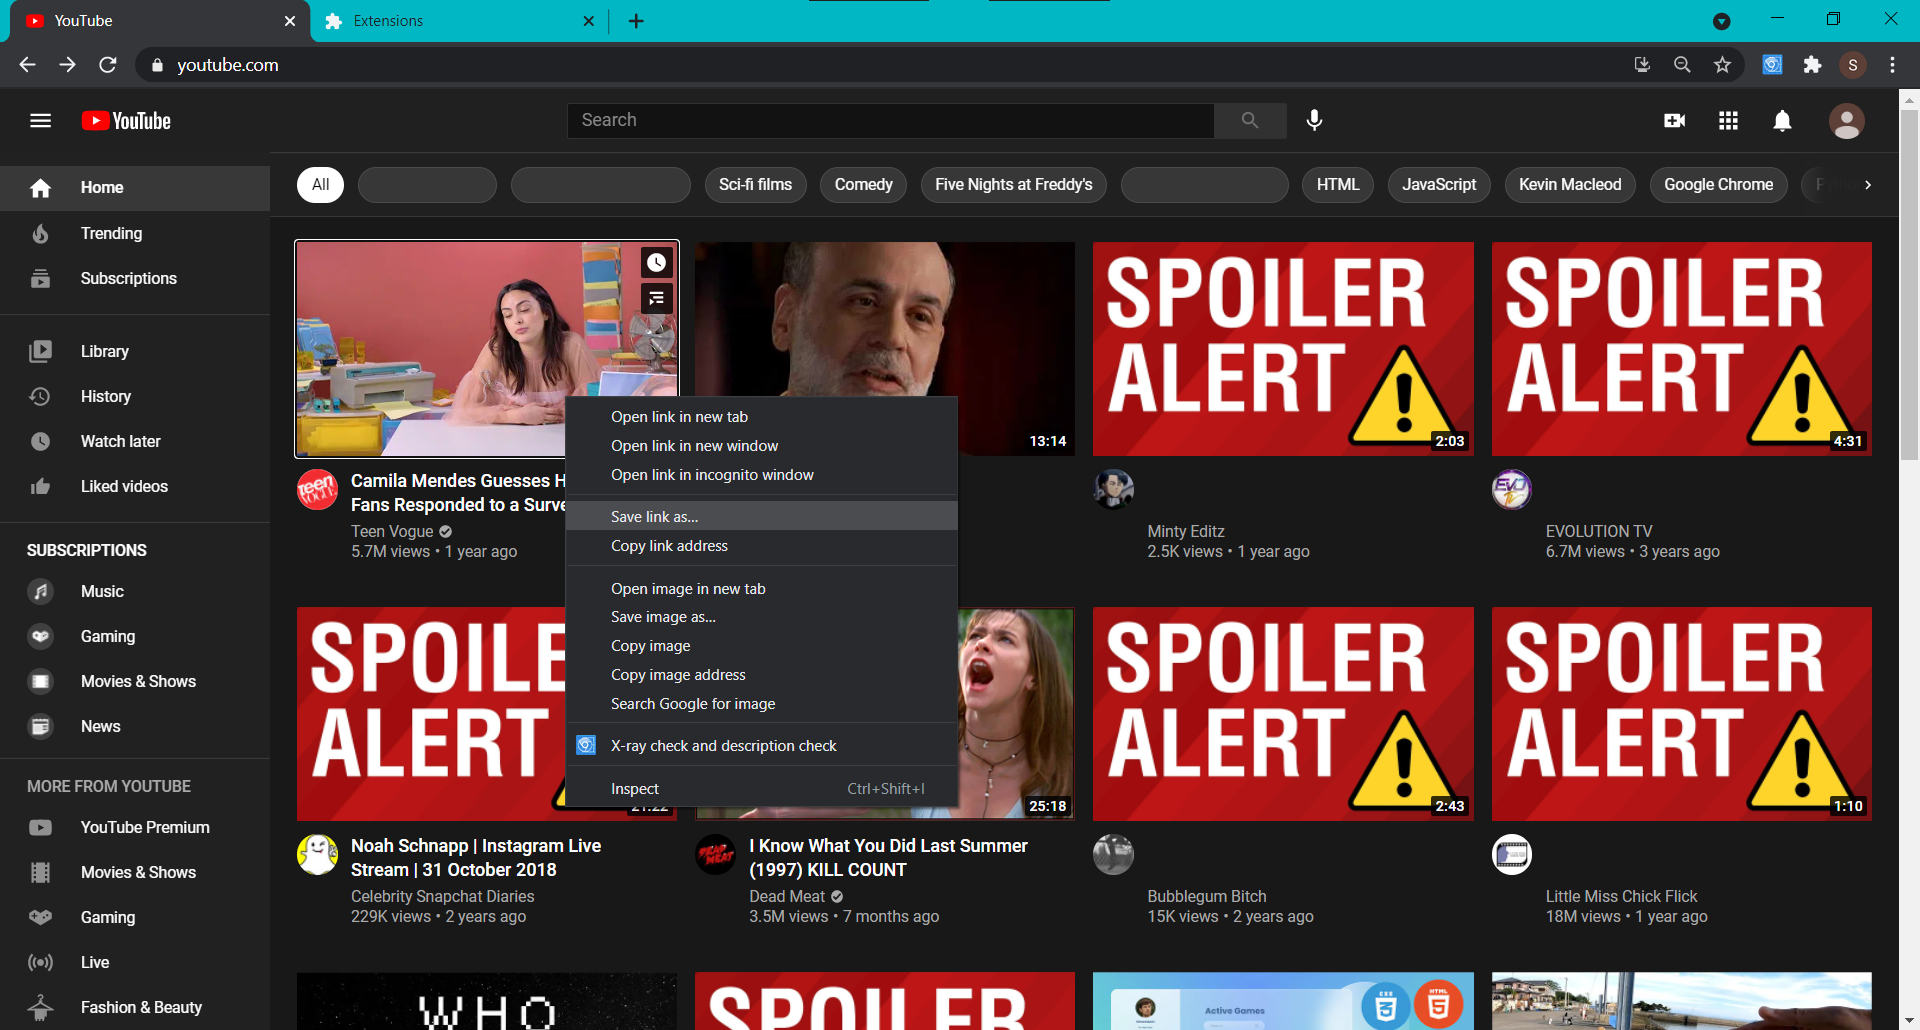 YouTube
Extensions
youtube.com
S
YouTube
Search
Home
Trending
Subscriptions
Library
History
Watch later
Liked videos
SUBSCRIPTIONS
Music
Gaming
Movies & Shows
News
MORE FROM YOUTUBE
YouTube Premium
Movies & Shows
Gaming
Live
Fashion & Beauty
All
Sci-fi films
Comedy
Five Nights at Freddy's
HTML
JavaScript
Kevin Macleod
Google Chrome
13:14
SPOILER
ALERT
2:03
SPOILER
ALERT
4:31
Teen VOGUE
Camila Mendes Guesses H
Fans Responded to a Surve
Teen Vogue
5.7M views • 1 year ago
Minty Editz
2.5K views • 1 year ago
EVO TV
EVOLUTION TV
6.7M views • 3 years ago
Open link in new tab
Open link in new window
Open link in incognito window
Save link as...
Copy link address
Open image in new tab
Save image as...
Copy image
Copy image address
Search Google for image
X-ray check and description check
Inspect Ctrl+Shift+I
SPOILE
ALERT
21:22
25:18
SPOILER
ALERT
2:43
SPOILER
ALERT
1:10
Noah Schnapp | Instagram Live
Stream | 31 October 2018
Celebrity Snapchat Diaries
229K views • 2 years ago
DEAD MEAT
I Know What You Did Last Summer
(1997) KILL COUNT
Dead Meat
3.5M views • 7 months ago
Bubblegum Bitch
15K views • 2 years ago
Little Miss Chick Flick
18M views • 1 year ago
WHO
SPOILER
Active Games
HTML